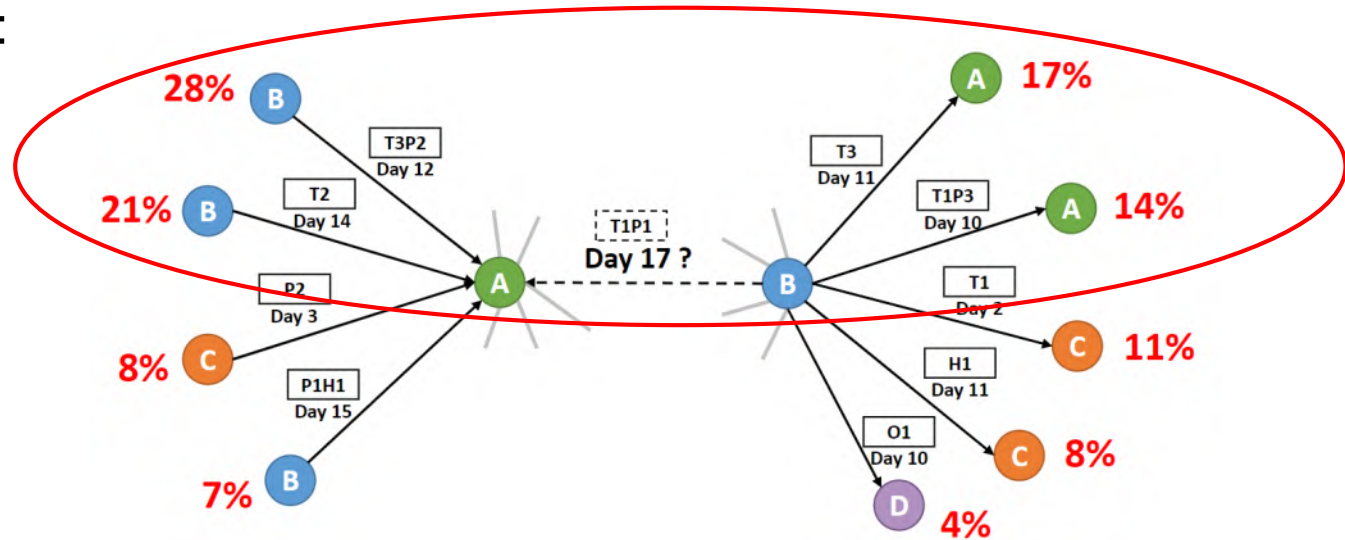 28%
B
T3P2
Day 12
21%
B
T2
Day 14
P2
Day 3
8%
C
P1H1
Day 15
7%
B
A
T1P1
Day 17 ?
B
T3
Day 11
A
17%
T1P3
Day 10
A
14%
T1
Day 2
C
11%
H1
Day 11
C
8%
O1
Day 10
D
4%